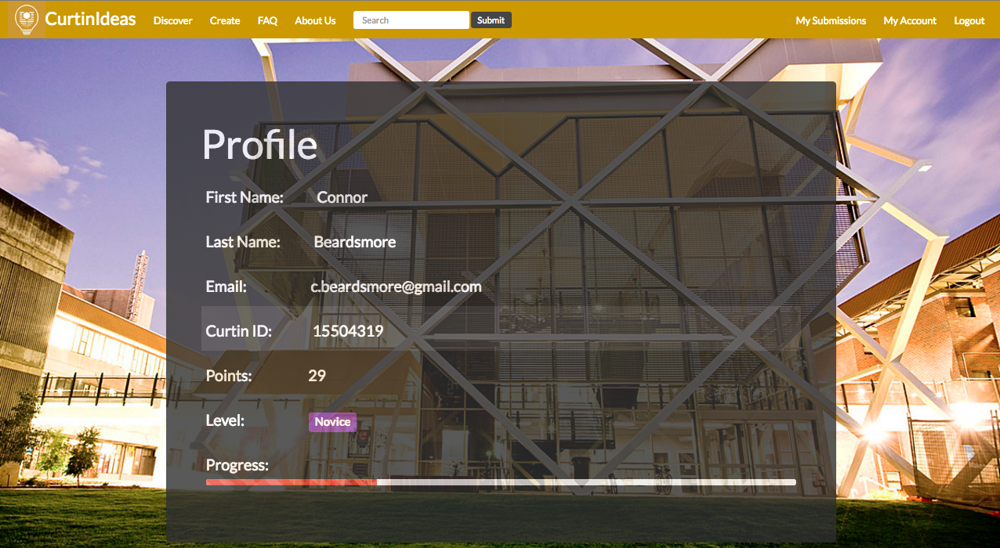 CurtinIdeas Discover Create FAQ About Us Search Submit My Submissions My Account Logout
Profile
First Name: Connor
Last Name: Beardsmore
Email: c.beardsmore@gmail.com
Curtin ID: 15504319
Points: 29
Level: Novice
Progress: